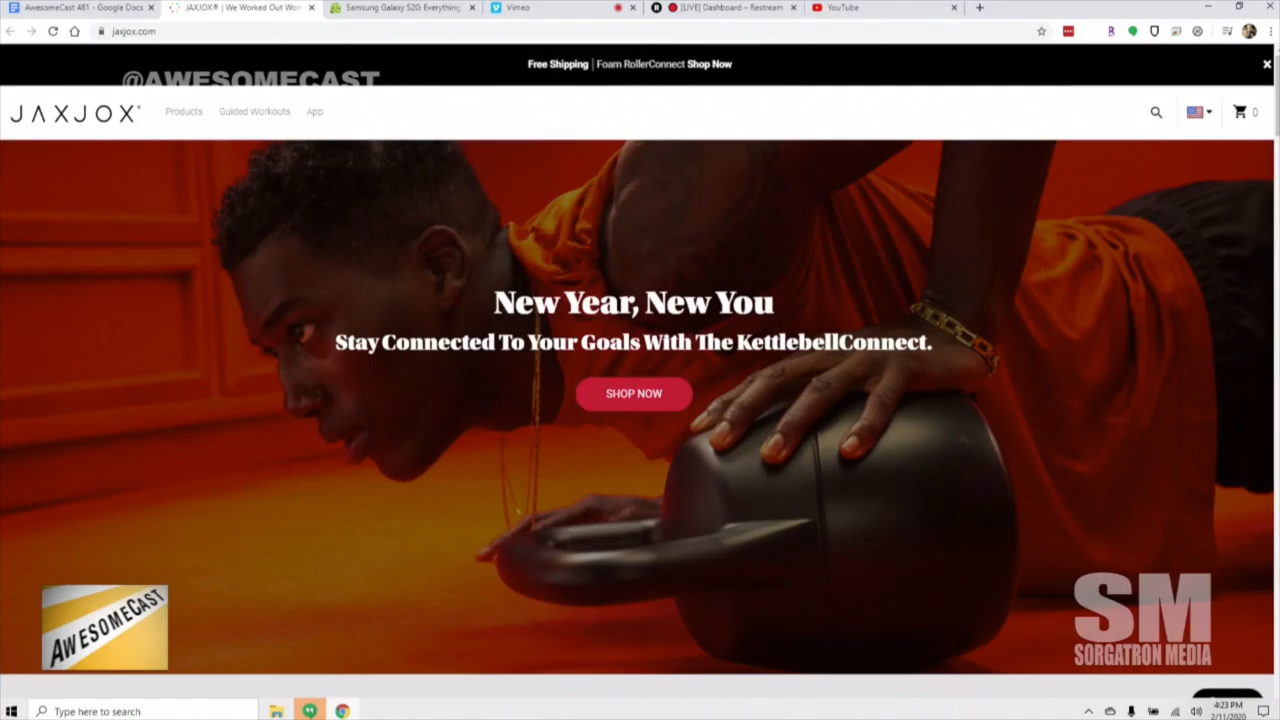 AwesomeCast 481 - Google Docs
JAXJOX® | We Worked Out Wor
Samsung Galaxy S20: Everything
Vimeo
[LIVE] Dashboard - Restream
YouTube
jaxjox.com
@AWESOMECAST
Free Shipping | Foam RollerConnect Shop Now
JAXJOX®
Products
Guided Workouts
App
0
New Year, New You
Stay Connected To Your Goals With The KettlebellConnect.
SHOP NOW
AWESOMECAST
SM
SORGATRON MEDIA
Type here to search
4:23 PM
2/11/2020